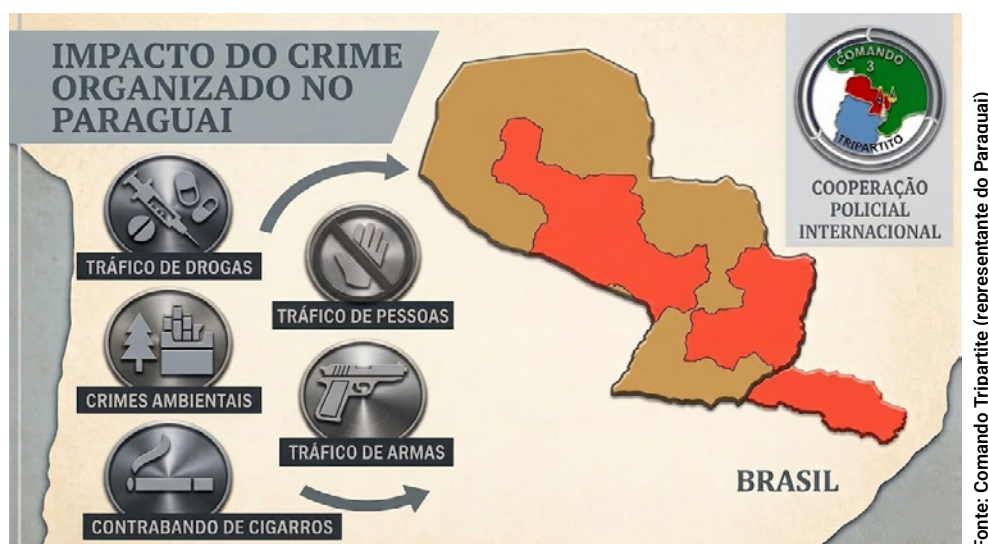 IMPACTO DO CRIME
ORGANIZADO NO
PARAGUAI
TRÁFICO DE DROGAS
TRÁFICO DE PESSOAS
CRIMES AMBIENTAIS
TRÁFICO DE ARMAS
CONTRABANDO DE CIGARROS
COMANDO
3
TRIPARTITO
COOPERAÇÃO
POLICIAL
INTERNACIONAL
BRASIL
Fonte: Comando Tripartite (representante do Paraguai)